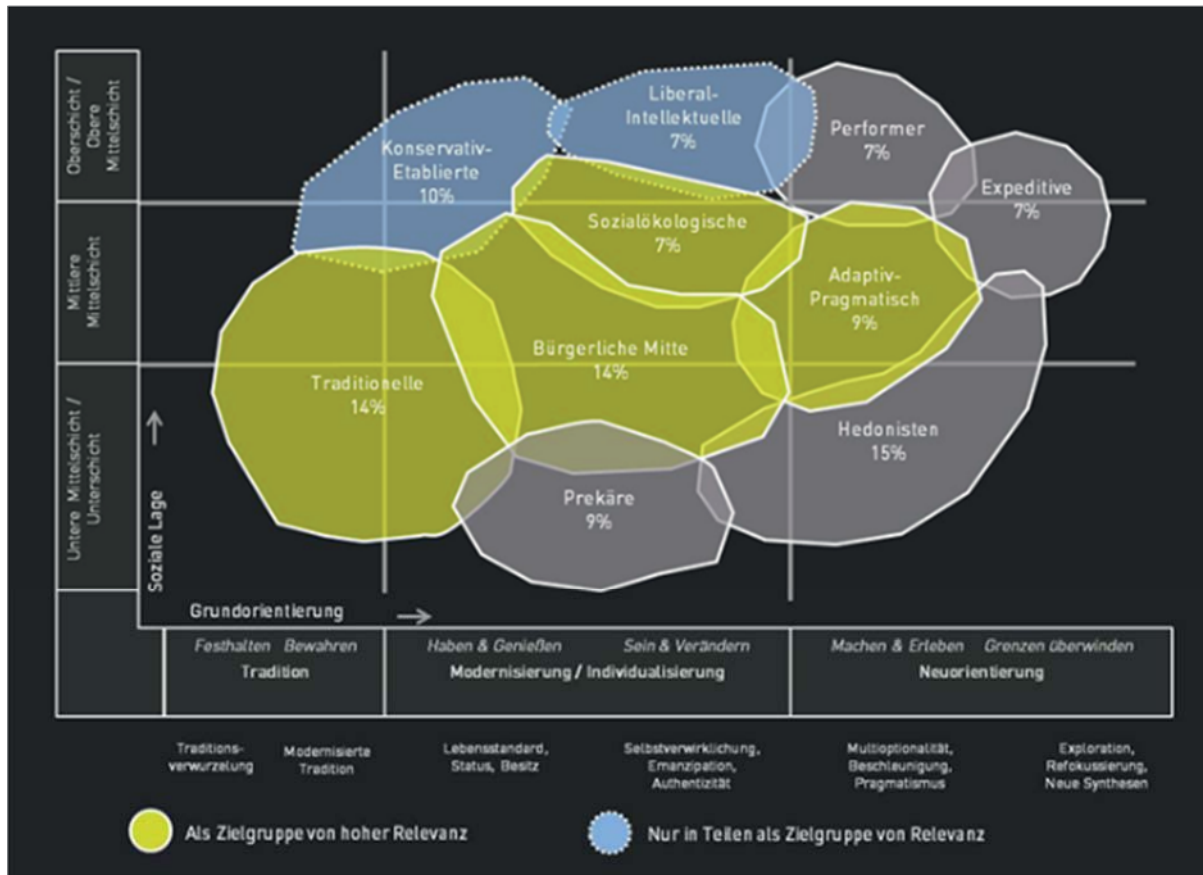 Oberschicht /
Obere
Mittelschicht
Mittlere
Mittelschicht
Untere Mittelschicht /
Unterschicht
Soziale Lage
Konservativ-
Etablierte
10%
Liberal-
Intellektuelle
7%
Performer
7%
Expeditive
7%
Sozialökologische
7%
Adaptiv-
Pragmatisch
9%
Bürgerliche Mitte
14%
Traditionelle
14%
Hedonisten
15%
Prekäre
9%
Grundorientierung
Festhalten Bewahren
Tradition
Haben & Genießen Sein & Verändern
Modernisierung / Individualisierung
Machen & Erleben Grenzen überwinden
Neuorientierung
Traditions-
verwurzelung
Modernisierte
Tradition
Lebensstandard,
Status, Besitz
Selbstverwirklichung,
Emanzipation,
Authentizität
Multioptionalität,
Beschleunigung,
Pragmatismus
Exploration,
Refokussierung,
Neue Synthesen
Als Zielgruppe von hoher Relevanz
Nur in Teilen als Zielgruppe von Relevanz